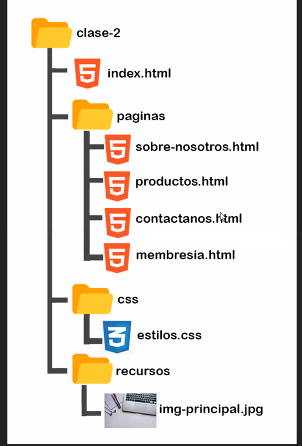 clase-2
index.html
paginas
sobre-nosotros.html
productos.html
contactanos.html
membresía.html
css
estilos.css
recursos
img-principal.jpg